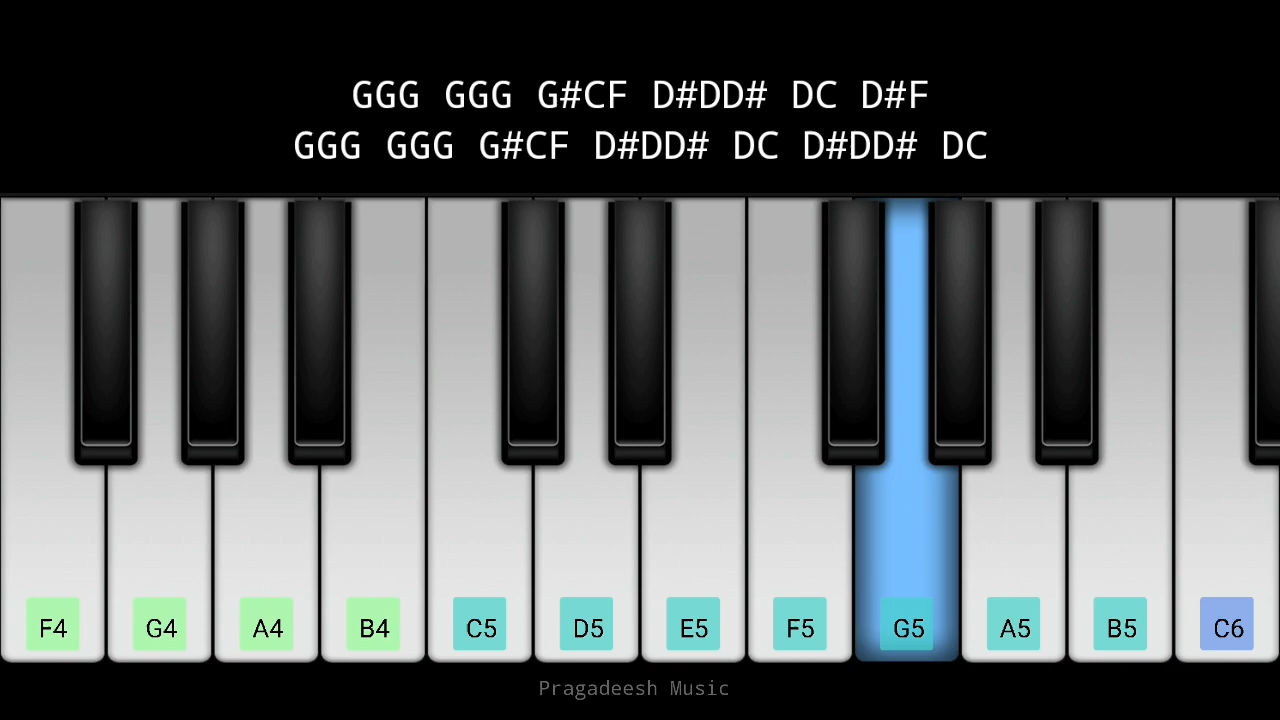 GGG GGG G#CF D#DD# DC D#F
GGG GGG G#CF D#DD# DC D#DD# DC
F4 G4 A4 B4 C5 D5 E5 F5 G5 A5 B5 C6
Pragadeesh Music